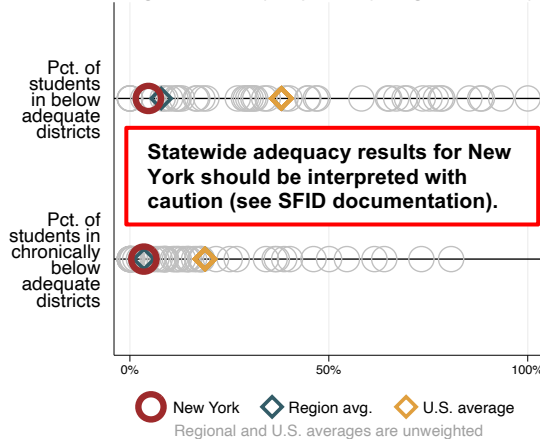 Pct. of
students
in below
adequate
districts
Statewide adequacy results for New
York should be interpreted with
caution (see SFID documentation).
Pct. of
students in
chronically
below
adequate
districts
0% 50% 100%
New York Region avg. U.S. average
Regional and U.S. averages are unweighted